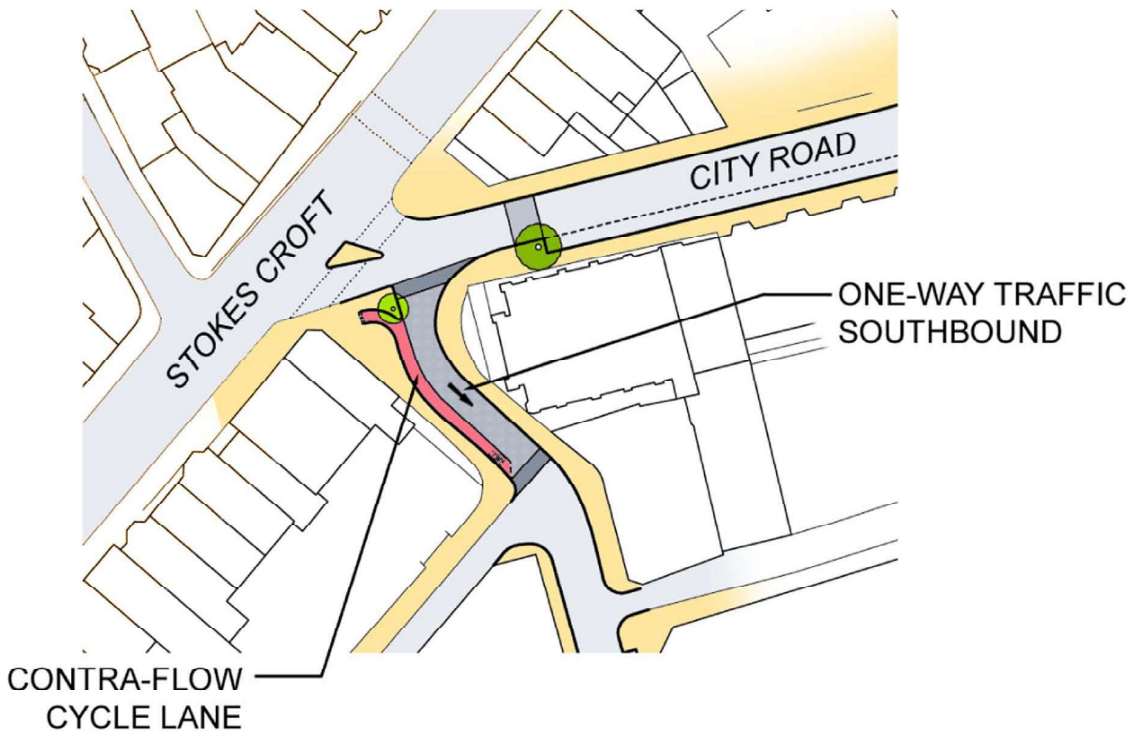 CITY ROAD
STOKES CROFT
ONE-WAY TRAFFIC
SOUTHBOUND
CONTRA-FLOW
CYCLE LANE